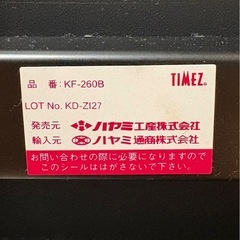 TIMEZ.
品 番：KF-260B
LOT No. KD-ZI27
発売元 ハヤミ工産株式会社
輸入元 ハヤミ通商株式会社
お問い合わせの際に必要になりますので
このシールははがさないで下さい。